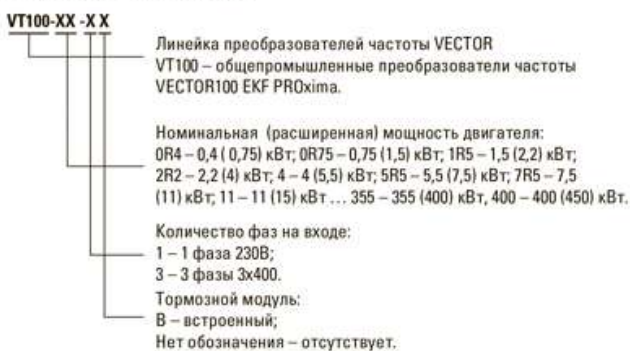 VT100-XX -X X
Линейка преобразователей частоты VECTOR
VT100 – общепромышленные преобразователи частоты
VECTOR100 EKF PROxima.
Номинальная (расширенная) мощность двигателя:
0R4 – 0,4 ( 0,75) кВт; 0R75 – 0,75 (1,5) кВт; 1R5 – 1,5 (2,2) кВт;
2R2 – 2,2 (4) кВт; 4 – 4 (5,5) кВт; 5R5 – 5,5 (7,5) кВт; 7R5 – 7,5
(11) кВт; 11 – 11 (15) кВт ... 355 – 355 (400) кВт, 400 – 400 (450) кВт.
Количество фаз на входе:
1 – 1 фаза 230В;
3 – 3 фазы 3х400.
Тормозной модуль:
В – встроенный;
Нет обозначения – отсутствует.